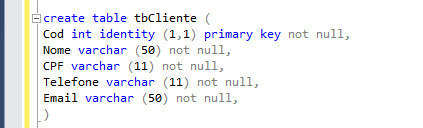 create table tbCliente (
Cod int identity (1,1) primary key not null,
Nome varchar (50) not null,
CPF varchar (11) not null,
Telefone varchar (11) not null,
Email varchar (50) not null,
)